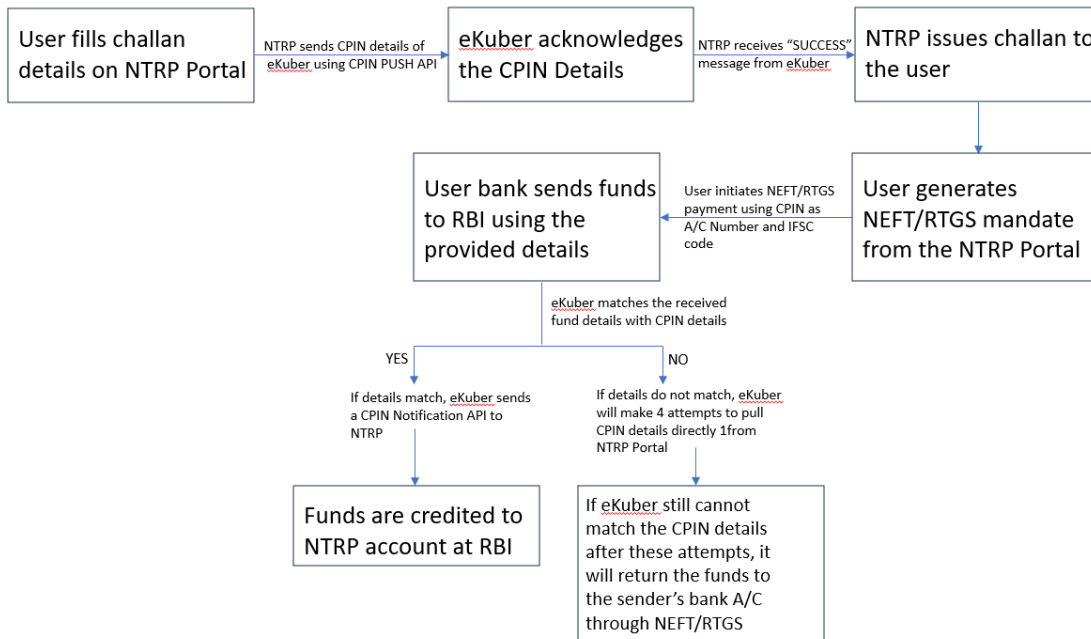 User fills challan
details on NTRP Portal
NTRP sends CPIN details of
eKuber using CPIN PUSH API
eKuber acknowledges
the CPIN Details
NTRP receives “SUCCESS”
message from eKuber
NTRP issues challan to
the user
User bank sends funds
to RBI using the
provided details
User initiates NEFT/RTGS
payment using CPIN as
A/C Number and IFSC
code
User generates
NEFT/RTGS mandate
from the NTRP Portal
eKuber matches the received
fund details with CPIN details
YES
NO
If details match, eKuber sends
a CPIN Notification API to
NTRP
If details do not match, eKuber
will make 4 attempts to pull
CPIN details directly 1from
NTRP Portal
Funds are credited to
NTRP account at RBI
If eKuber still cannot
match the CPIN details
after these attempts, it
will return the funds to
the sender’s bank A/C
through NEFT/RTGS